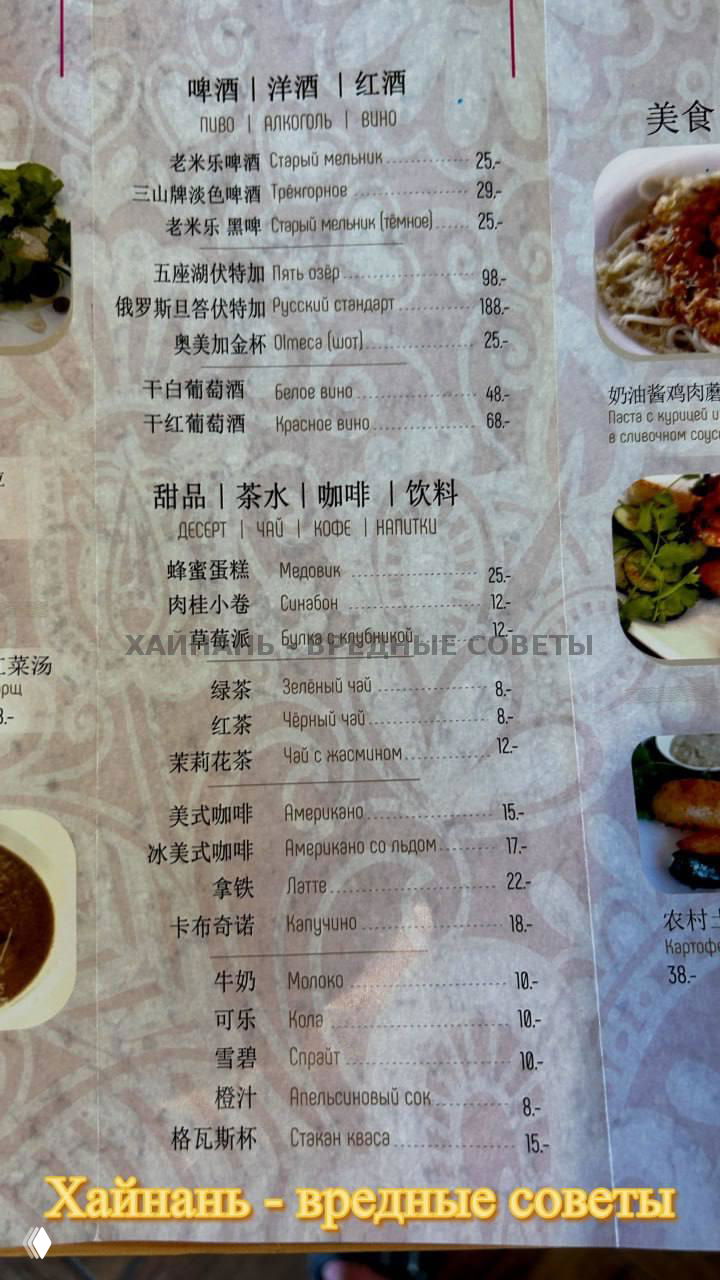 啤酒 | 洋酒 | 红酒
ПИВО | АЛКОГОЛЬ | ВИНО
老米乐啤酒 Старый мельник 25.-
三山牌淡色啤酒 Трёхгорное 29.-
老米乐 黑啤 Старый мельник (тёмное) 25.-
五座湖伏特加 Пять озёр 98.-
俄罗斯旦答伏特加 Русский стандарт 188.-
奥美加金杯 Olmeca (шот) 25.-
干白葡萄酒 Белое вино 48.-
干红葡萄酒 Красное вино 68.-
甜品 | 茶水 | 咖啡 | 饮料
ДЕСЕРТ | ЧАЙ | КОФЕ | НАПИТКИ
蜂蜜蛋糕 Медовик 25.-
肉桂小卷 Синабон 12.-
草莓派 Булка с клубникой 12.-
ХАЙНАНЬ - ВРЕДНЫЕ СОВЕТЫ
绿茶 Зелёный чай 8.-
红茶 Чёрный чай 8.-
茉莉花茶 Чай с жасмином 12.-
美式咖啡 Американо 15.-
冰美式咖啡 Американо со льдом 17.-
拿铁 Латте 22.-
卡布奇诺 Капучино 18.-
牛奶 Молоко 10.-
可乐 Кола 10.-
雪碧 Спрайт 10.-
橙汁 Апельсиновый сок 8.-
格瓦斯杯 Стакан кваса 15.-
美食
奶油酱鸡肉蘑
Паста с курицей и
в сливочном соусе
农村土
Картофе
38.-
菜汤
рщ
8.-
Хайнань - вредные советы